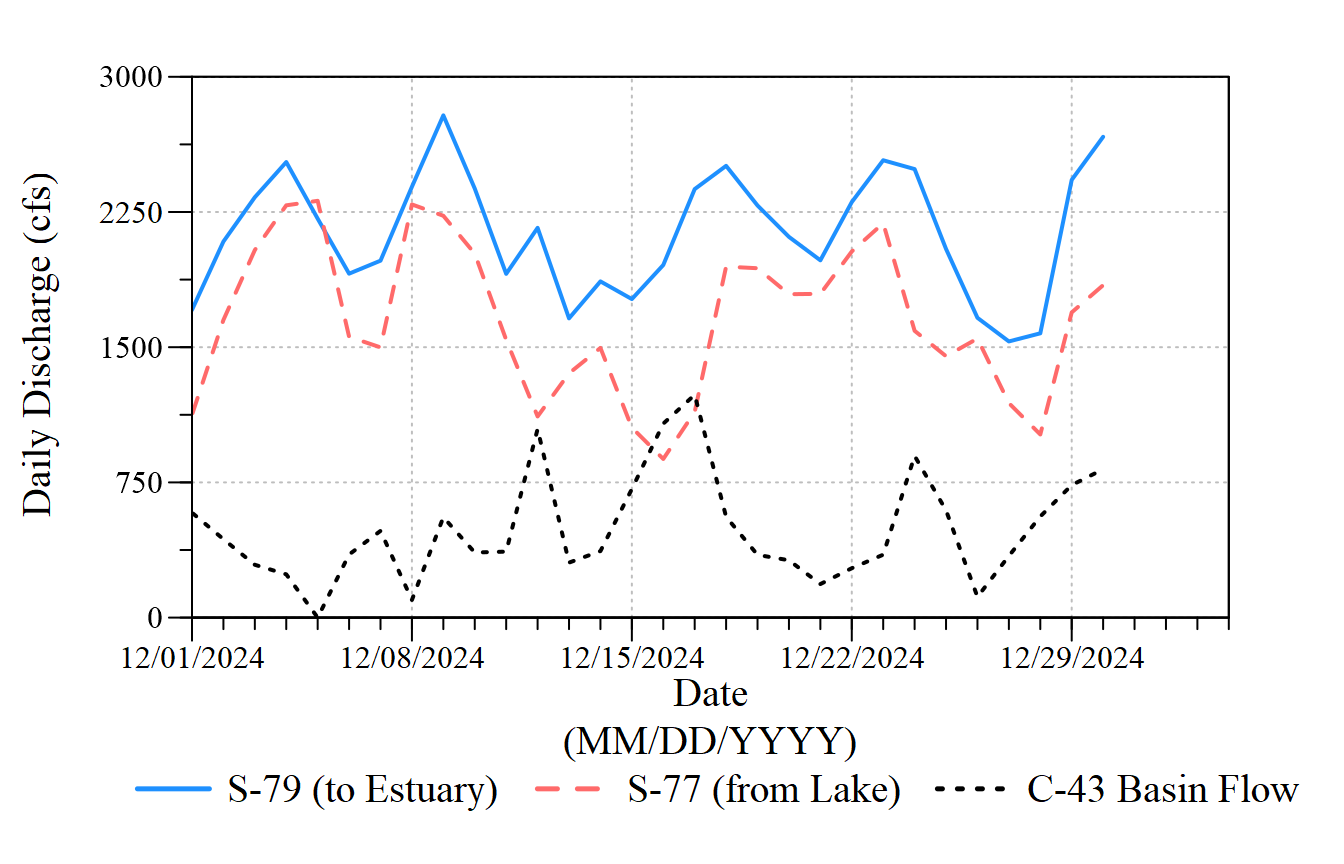 3000
2250
1500
750
0
Daily Discharge (cfs)
12/01/2024 12/08/2024 12/15/2024 12/22/2024 12/29/2024
Date
(MM/DD/YYYY)
S-79 (to Estuary) S-77 (from Lake) C-43 Basin Flow